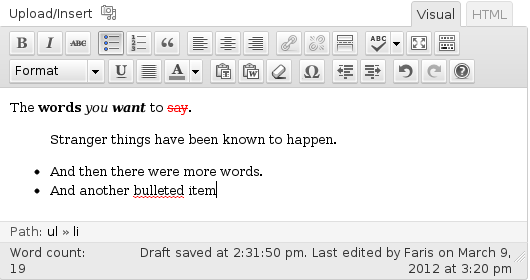 Upload/Insert Visual HTML
B I ABC ABC
Format U A T W Ω ?
The words you want to say.
Stranger things have been known to happen.
• And then there were more words.
• And another bulleted item
Path: ul » li
Word count: Draft saved at 2:31:50 pm. Last edited by Faris on March 9,
19 2012 at 3:20 pm